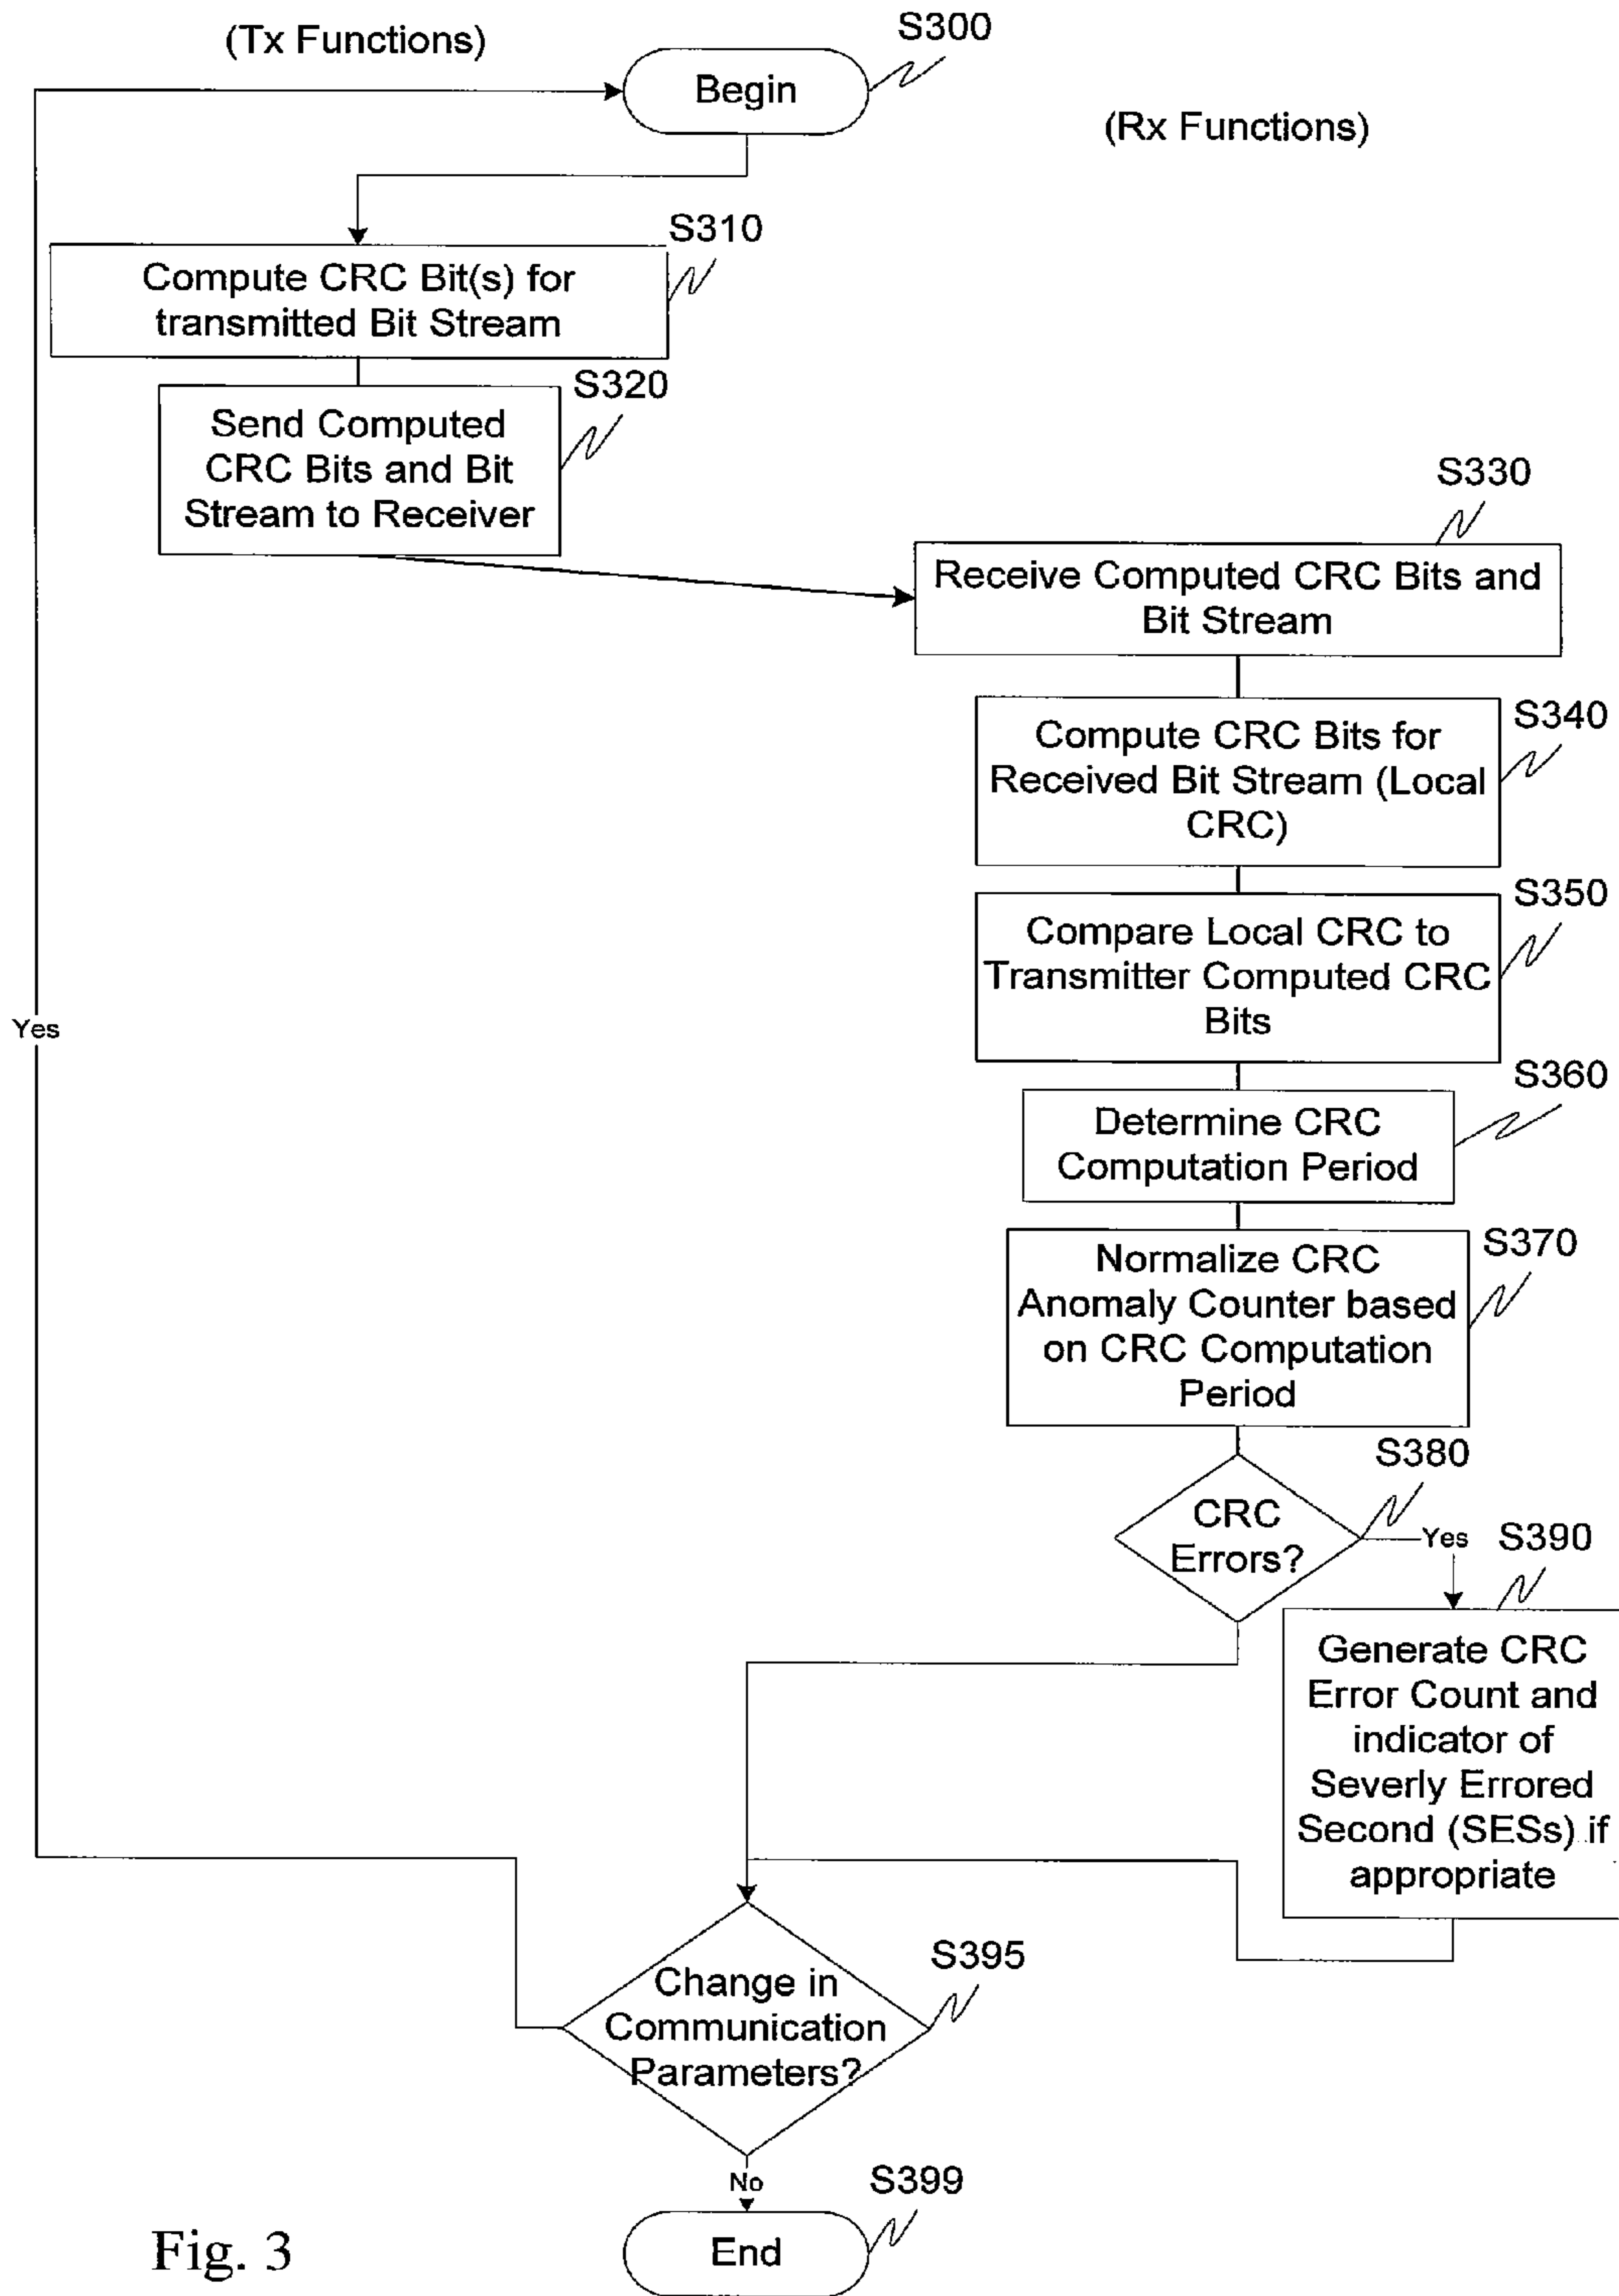 (Tx Functions)
S300
Begin
(Rx Functions)
S310
Compute CRC Bit(s) for
transmitted Bit Stream
S320
Send Computed
CRC Bits and Bit
Stream to Receiver
S330
Receive Computed CRC Bits and
Bit Stream
S340
Compute CRC Bits for
Received Bit Stream (Local
CRC)
S350
Compare Local CRC to
Transmitter Computed CRC
Bits
Yes
S360
Determine CRC
Computation Period
S370
Normalize CRC
Anomaly Counter based
on CRC Computation
Period
S380
CRC
Errors?
Yes
S390
Generate CRC
Error Count and
indicator of
Severly Errored
Second (SESs) if
appropriate
S395
Change in
Communication
Parameters?
No
S399
End
Fig. 3